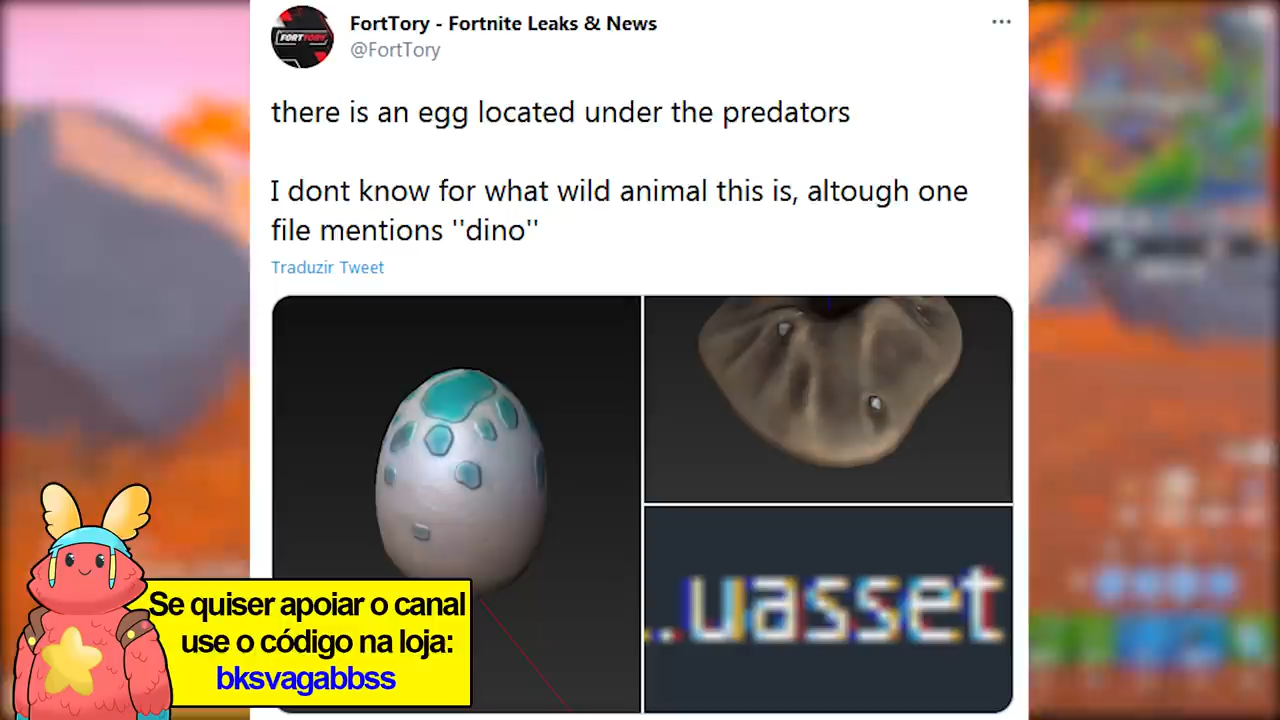 FortTory - Fortnite Leaks & News
@FortTory
FORTTORY
there is an egg located under the predators
I dont know for what wild animal this is, altough one
file mentions ''dino''
Traduzir Tweet
..uasset
Se quiser apoiar o canal
use o código na loja:
bksvagabbss